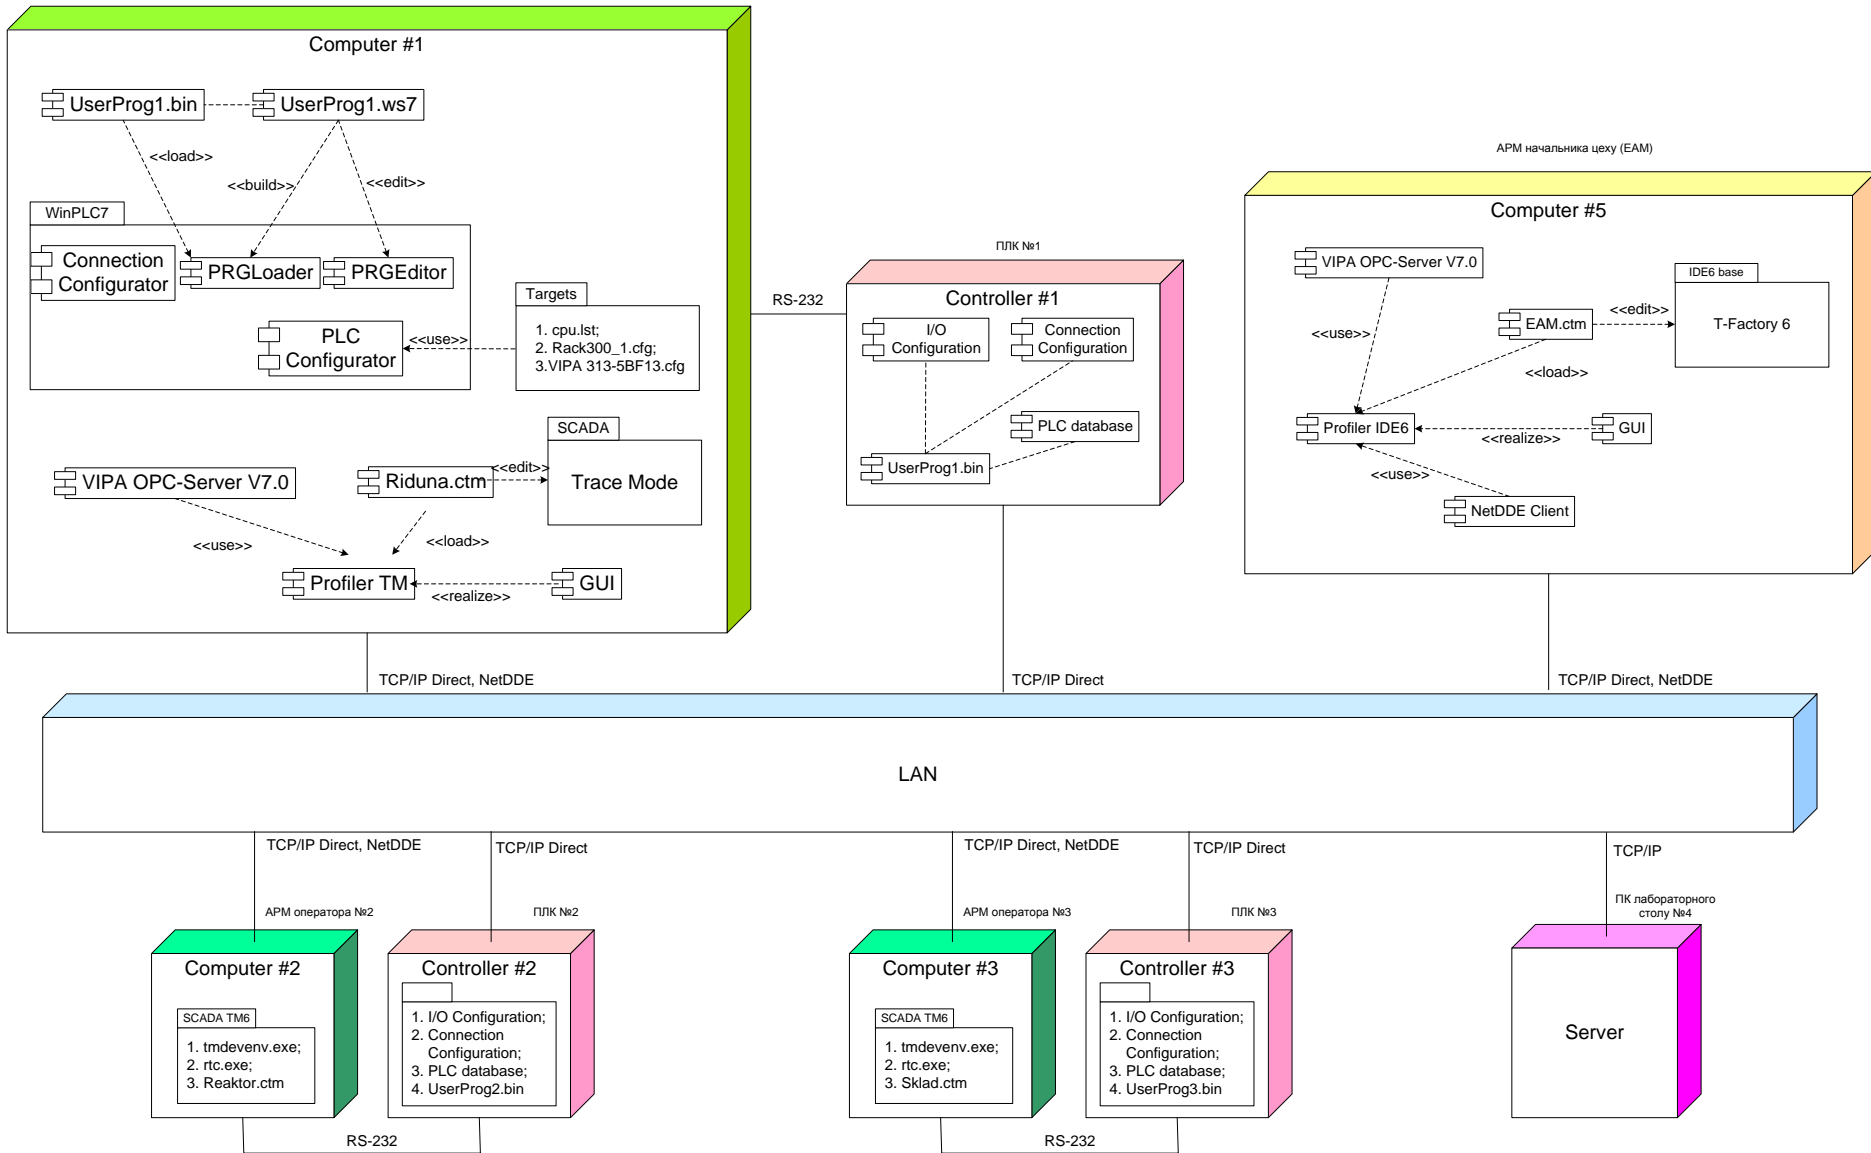 Computer #1
UserProg1.bin
UserProg1.ws7
<<load>>
<<build>>
<<edit>>
WinPLC7
Connection
Configurator
PRGLoader
PRGEditor
PLC
Configurator
<<use>>
Targets
1. cpu.lst;
2. Rack300_1.cfg;
3.VIPA 313-5BF13.cfg
SCADA
Trace Mode
VIPA OPC-Server V7.0
Riduna.ctm
<<edit>>
<<use>>
<<load>>
Profiler TM
<<realize>>
GUI
RS-232
ПЛК №1
Controller #1
I/O
Configuration
Connection
Configuration
PLC database
UserProg1.bin
АРМ начальника цеху (EAM)
Computer #5
VIPA OPC-Server V7.0
IDE6 base
T-Factory 6
<<edit>>
EAM.ctm
<<use>>
<<load>>
Profiler IDE6
<<realize>>
GUI
<<use>>
NetDDE Client
TCP/IP Direct, NetDDE
TCP/IP Direct
TCP/IP Direct, NetDDE
LAN
TCP/IP Direct, NetDDE
TCP/IP Direct
TCP/IP Direct, NetDDE
TCP/IP Direct
TCP/IP
АРМ оператора №2
Computer #2
SCADA TM6
1. tmdevenv.exe;
2. rtc.exe;
3. Reaktor.ctm
ПЛК №2
Controller #2
1. I/O Configuration;
2. Connection
Configuration;
3. PLC database;
4. UserProg2.bin
RS-232
АРМ оператора №3
Computer #3
SCADA TM6
1. tmdevenv.exe;
2. rtc.exe;
3. Sklad.ctm
ПЛК №3
Controller #3
1. I/O Configuration;
2. Connection
Configuration;
3. PLC database;
4. UserProg3.bin
RS-232
ПК лабораторного
столу №4
Server